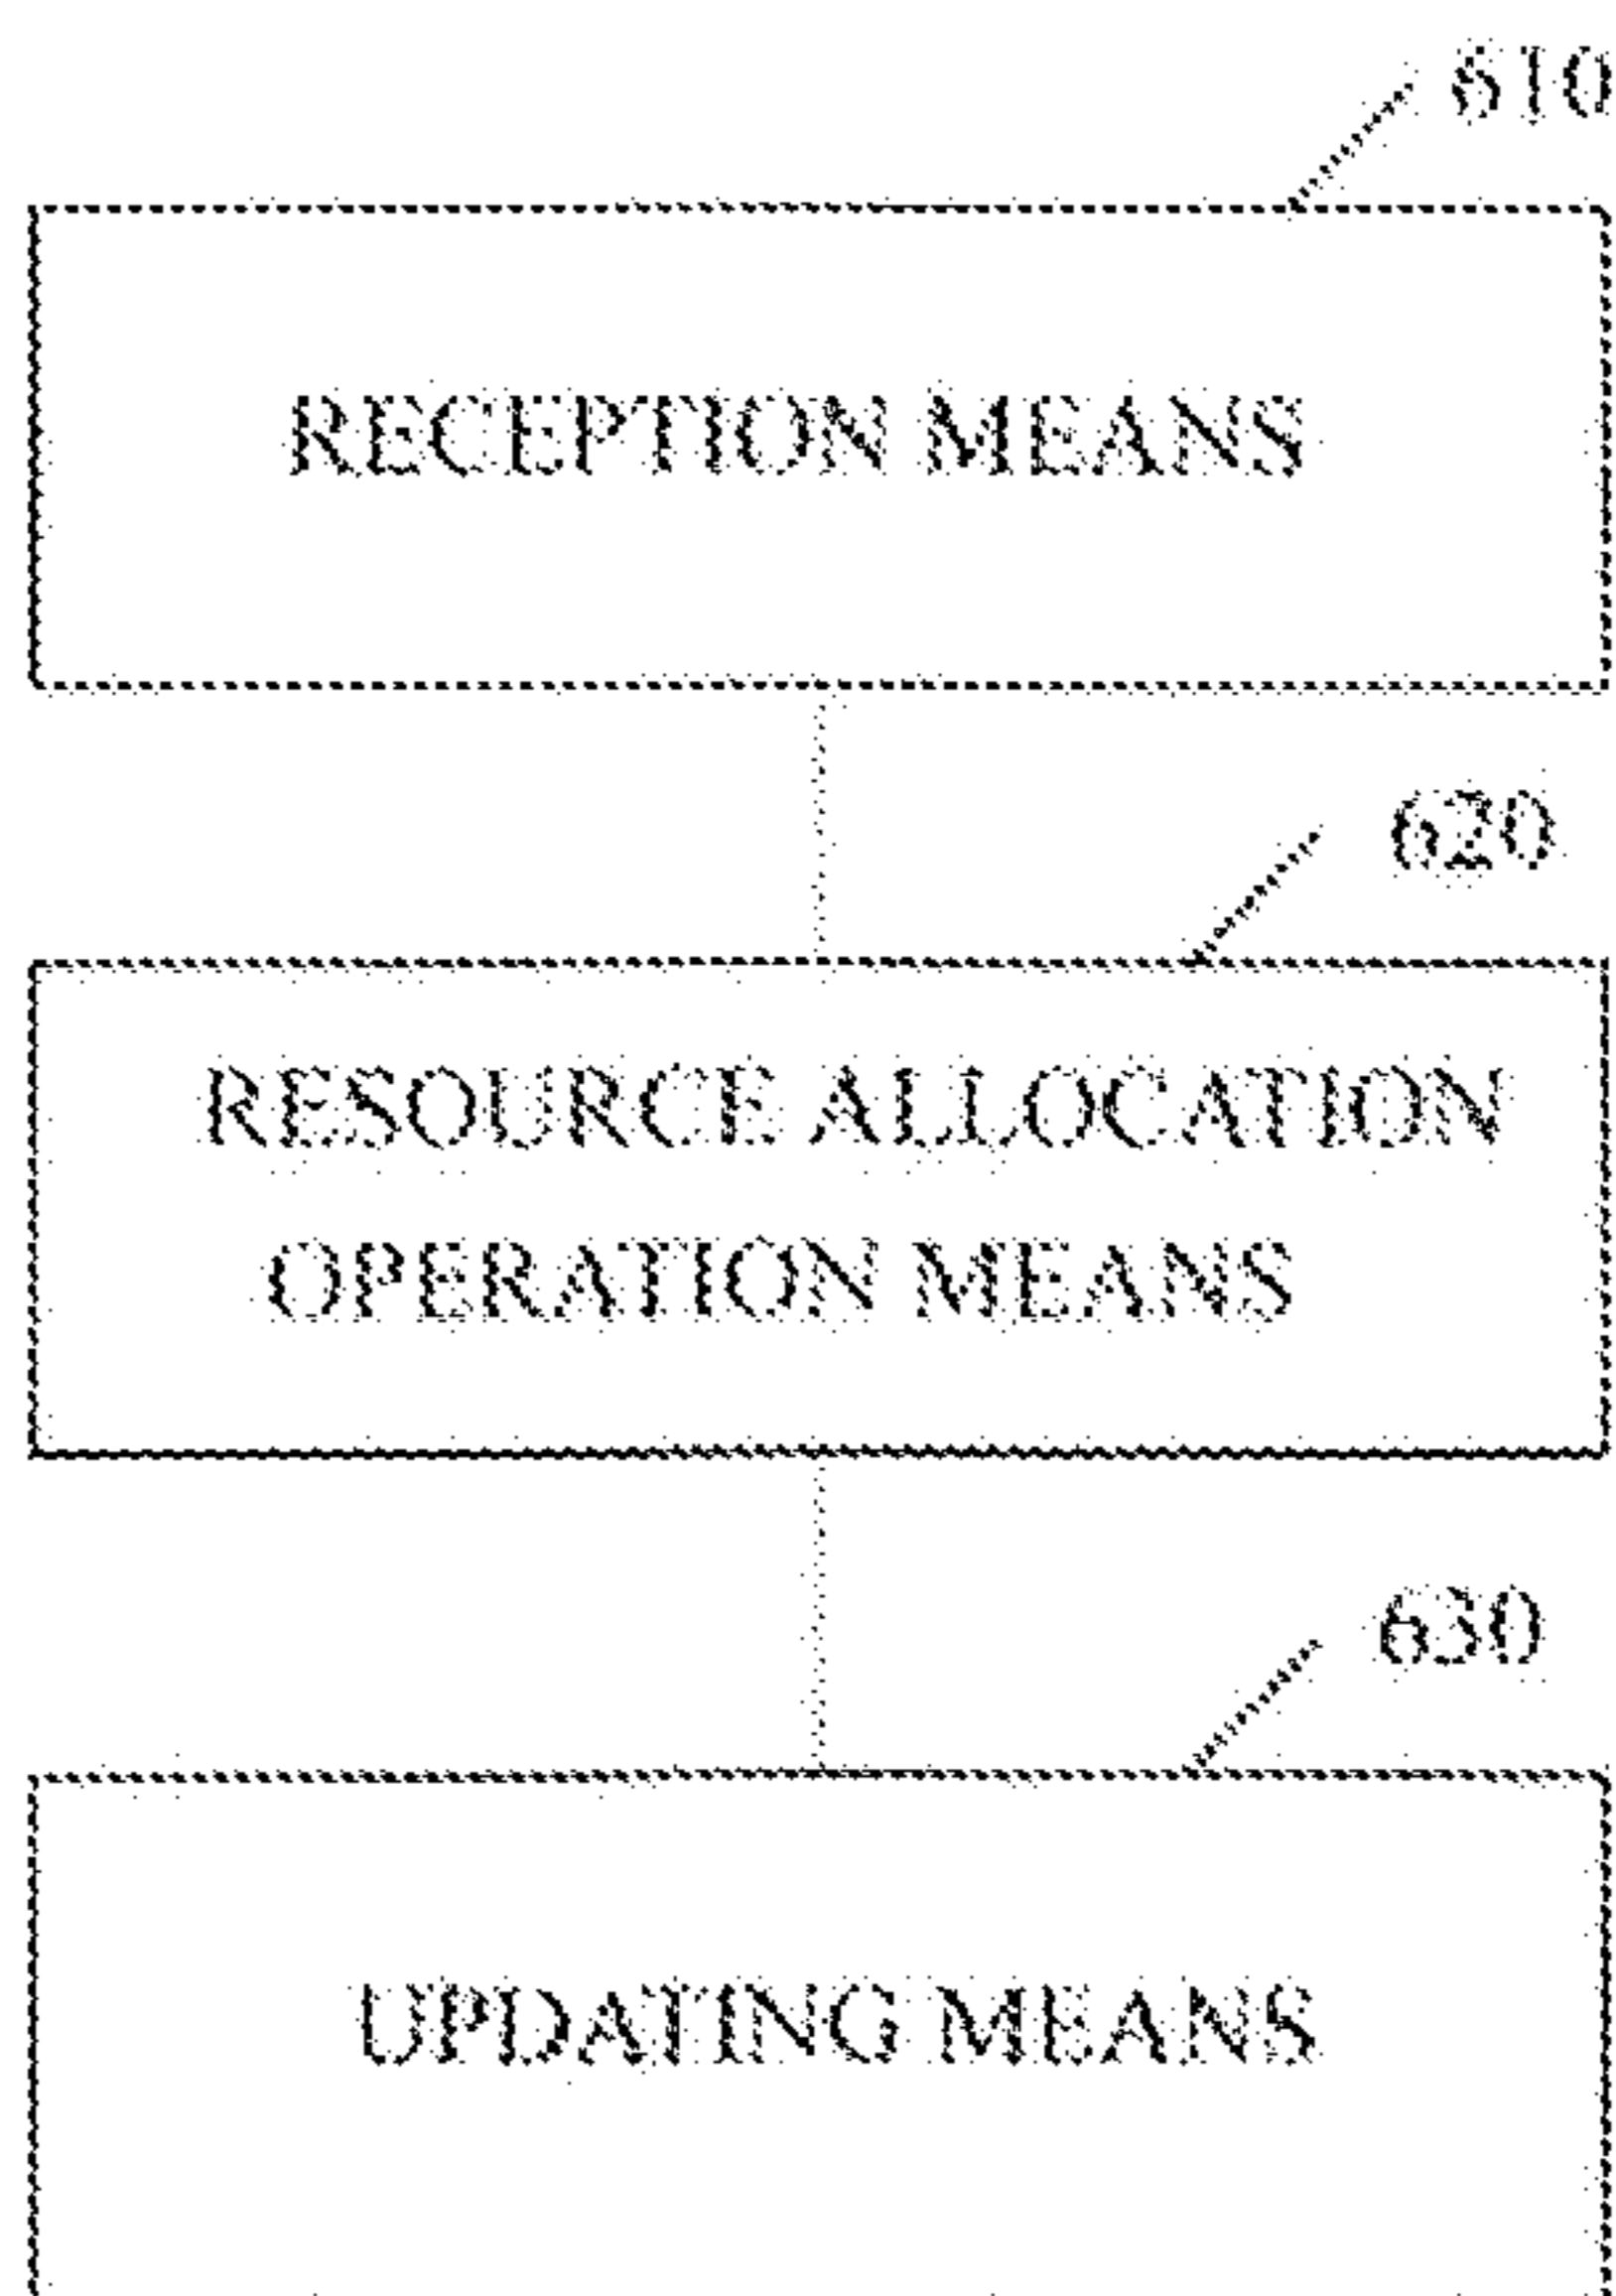 610
RECEPTION MEANS
620
RESOURCE ALLOCATION
OPERATION MEANS
630
UPDATING MEANS